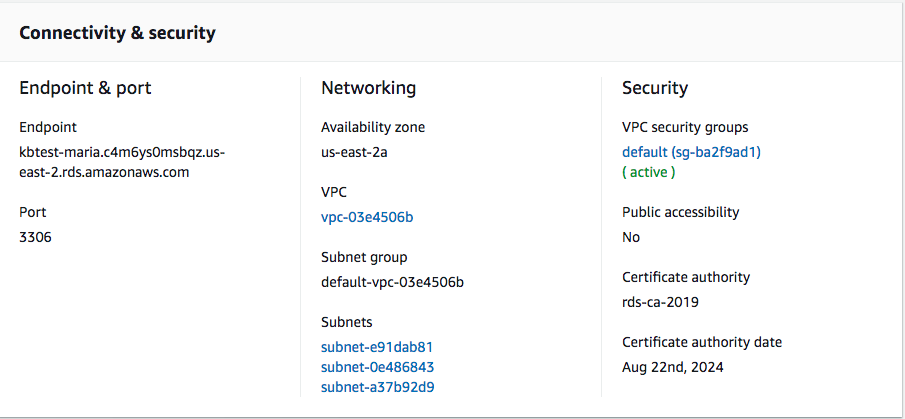 Connectivity & security
Endpoint & port
Endpoint
kbtest-maria.c4m6ys0msbqz.us-
east-2.rds.amazonaws.com
Port
3306
Networking
Availability zone
us-east-2a
VPC
vpc-03e4506b
Subnet group
default-vpc-03e4506b
Subnets
subnet-e91dab81
subnet-0e486843
subnet-a37b92d9
Security
VPC security groups
default (sg-ba2f9ad1)
( active )
Public accessibility
No
Certificate authority
rds-ca-2019
Certificate authority date
Aug 22nd, 2024